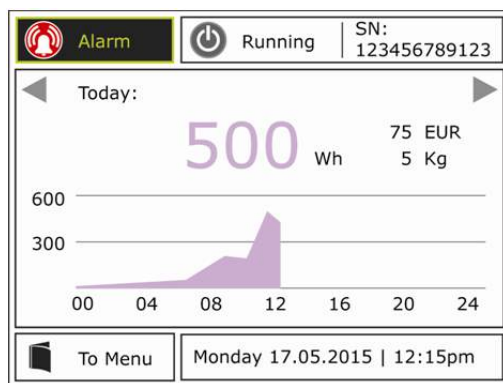 Alarm
Running
SN:
123456789123
Today:
500 Wh
75 EUR
5 Kg
600
300
00 04 08 12 16 20 24
To Menu
Monday 17.05.2015 | 12:15pm